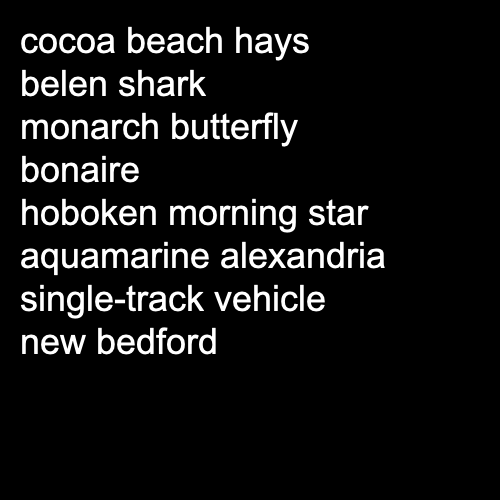 cocoa beach hays
belen shark
monarch butterfly
bonaire
hoboken morning star
aquamarine alexandria
single-track vehicle
new bedford